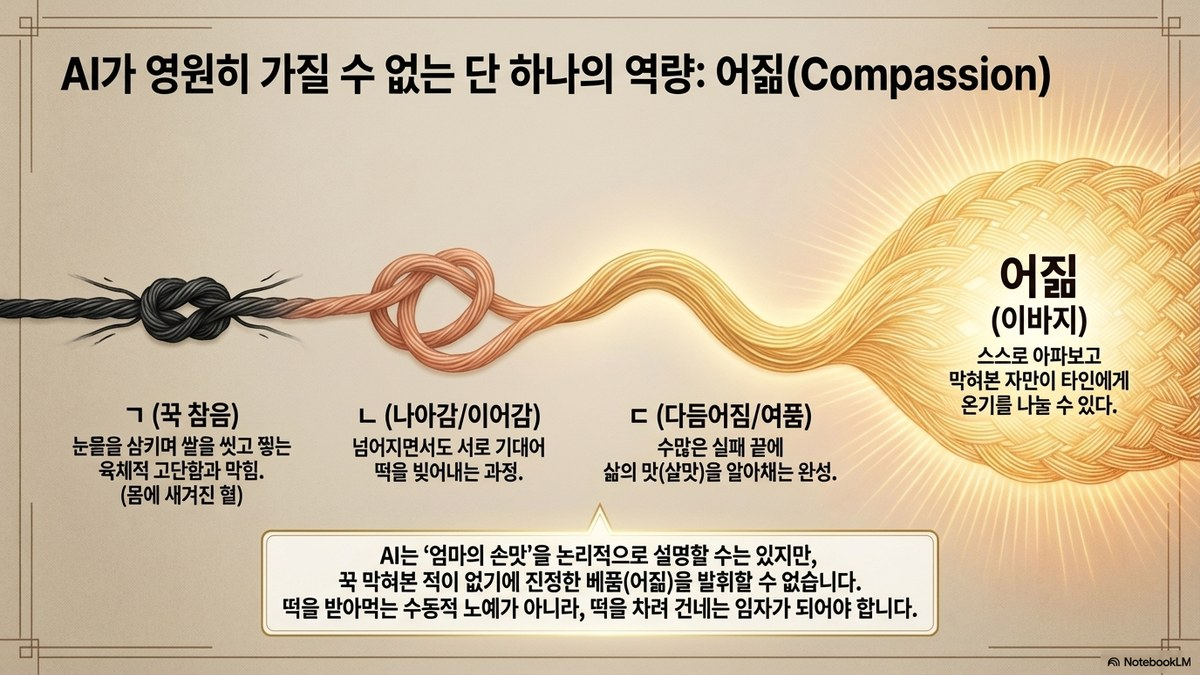 AI가 영원히 가질 수 없는 단 하나의 역량: 어짊(Compassion)
ㄱ (꾹 참음)
눈물을 삼키며 쌀을 씻고 찧는
육체적 고단함과 막힘.
(몸에 새겨진 혈)
ㄴ (나아감/이어감)
넘어지면서도 서로 기대어
떡을 빚어내는 과정.
ㄷ (다듬어짐/여품)
수많은 실패 끝에
삶의 맛(살맛)을 알아채는 완성.
어짊
(이바지)
스스로 아파보고
막혀본 자만이 타인에게
온기를 나눌 수 있다.
AI는 ‘엄마의 손맛’을 논리적으로 설명할 수는 있지만,
꾹 막혀본 적이 없기에 진정한 베품(어짊)을 발휘할 수 없습니다.
떡을 받아먹는 수동적 노예가 아니라, 떡을 차려 건네는 임자가 되어야 합니다.
NotebookLM